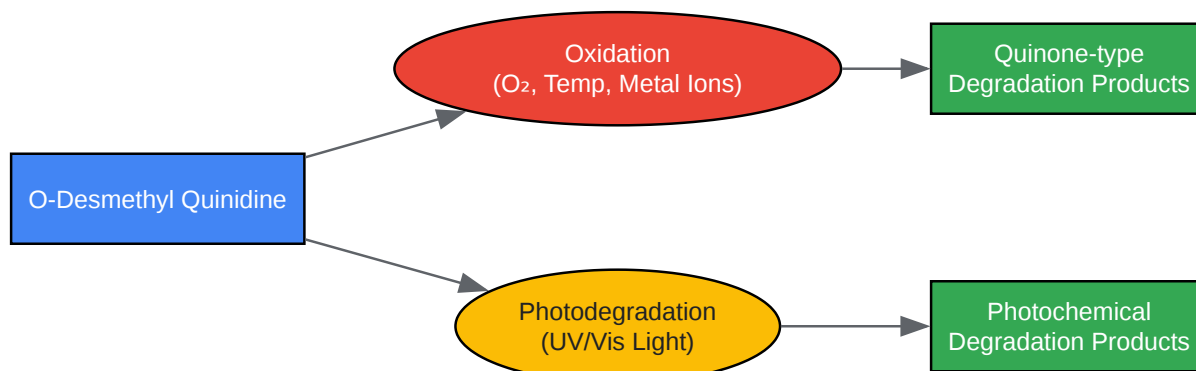 Oxidation
(O₂, Temp, Metal Ions)
Quinone-type
Degradation Products
O-Desmethyl Quinidine
Photodegradation
(UV/Vis Light)
Photochemical
Degradation Products